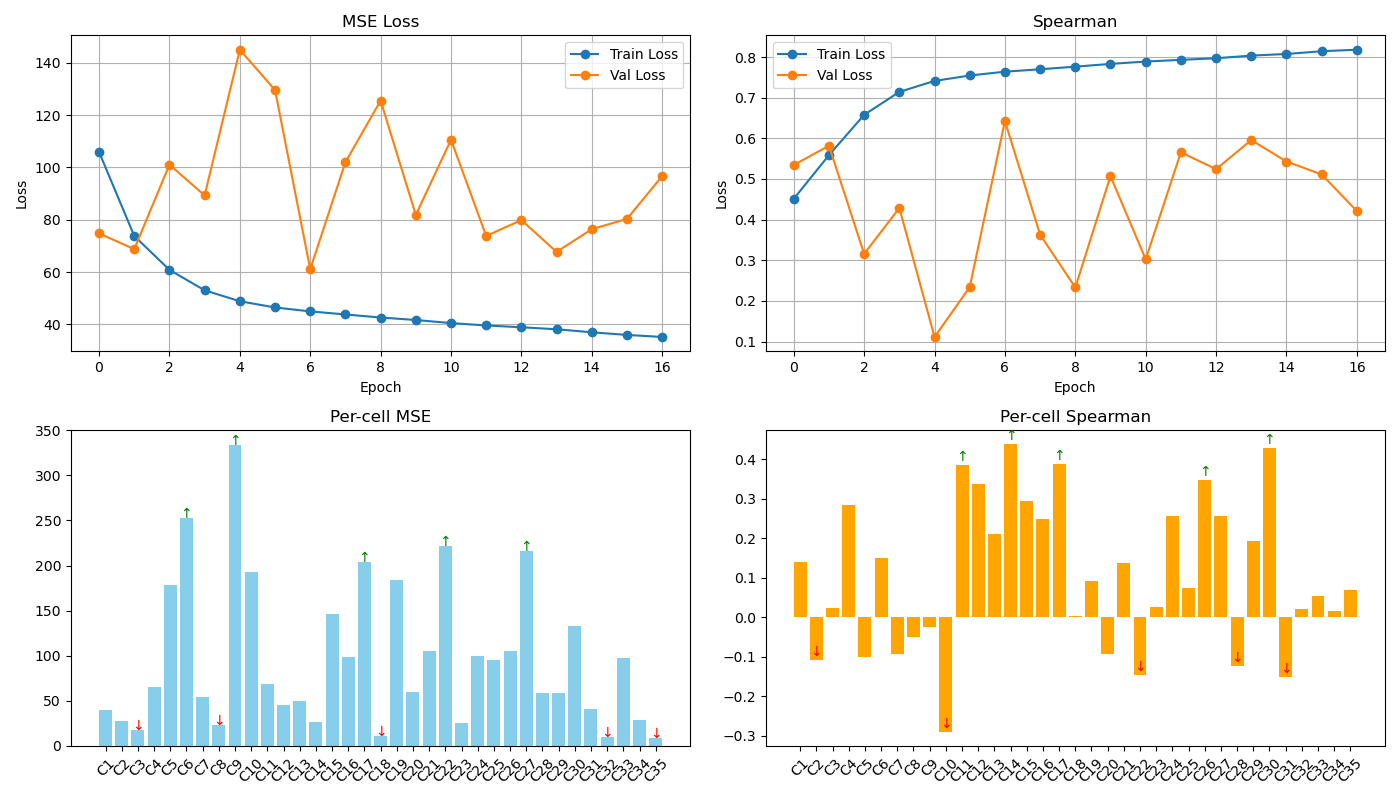 MSE Loss
Loss
140
120
100
80
60
40
Train Loss
Val Loss
0 2 4 6 8 10 12 14 16
Epoch
Spearman
Loss
0.8
0.7
0.6
0.5
0.4
0.3
0.2
0.1
Train Loss
Val Loss
0 2 4 6 8 10 12 14 16
Epoch
Per-cell MSE
350
300
250
200
150
100
50
0
↑ ↑ ↑ ↑ ↑
↓ ↓ ↓ ↓ ↓
C1 C2 C3 C4 C5 C6 C7 C8 C9 C10 C11 C12 C13 C14 C15 C16 C17 C18 C19 C20 C21 C22 C23 C24 C25 C26 C27 C28 C29 C30 C31 C32 C33 C34 C35
Per-cell Spearman
0.4
0.3
0.2
0.1
0.0
−0.1
−0.2
−0.3
↑ ↑ ↑ ↑ ↑
↓ ↓ ↓ ↓ ↓
C1 C2 C3 C4 C5 C6 C7 C8 C9 C10 C11 C12 C13 C14 C15 C16 C17 C18 C19 C20 C21 C22 C23 C24 C25 C26 C27 C28 C29 C30 C31 C32 C33 C34 C35